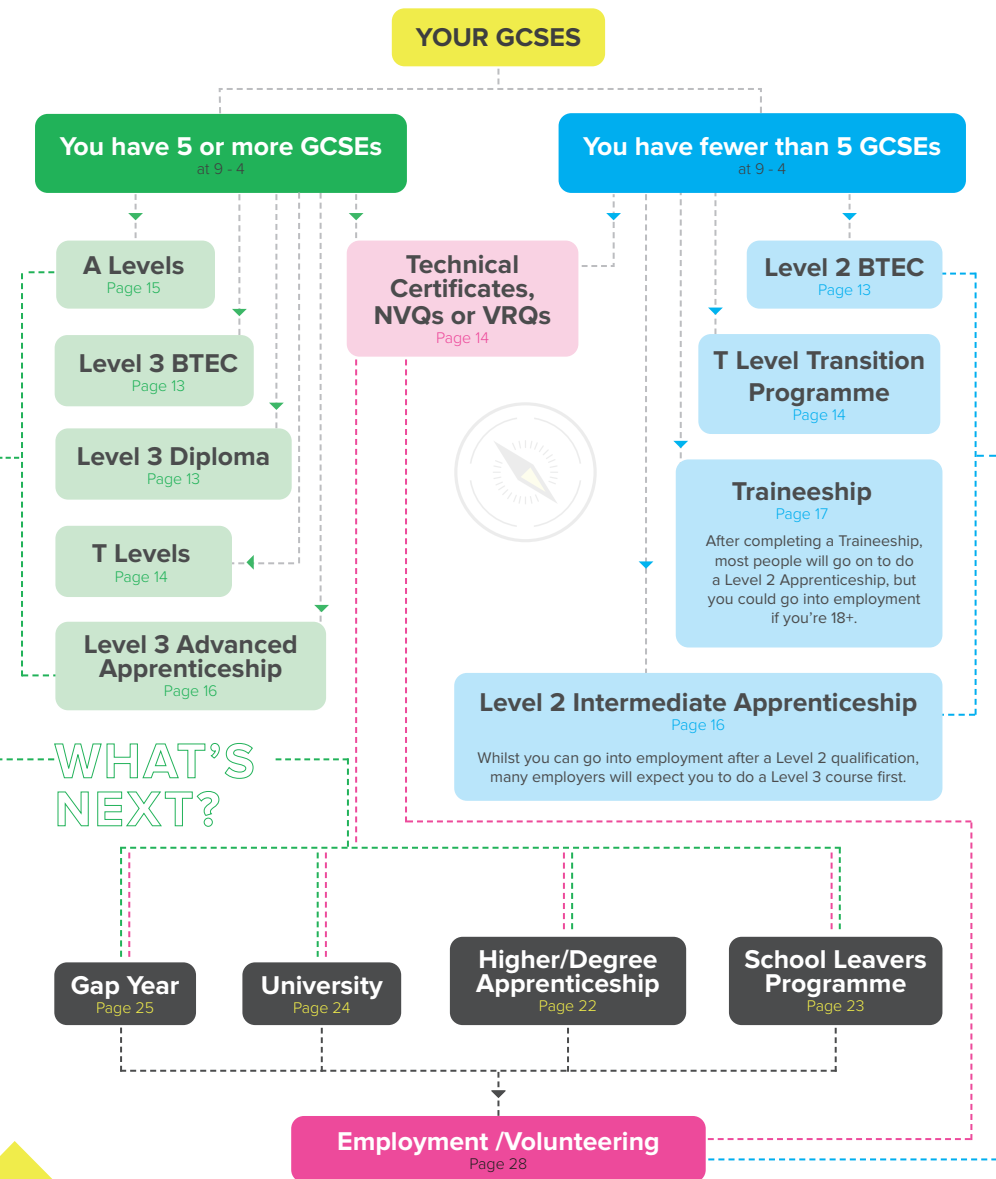 YOUR GCSES
You have 5 or more GCSEs
at 9 - 4
You have fewer than 5 GCSEs
at 9 - 4
A Levels
Page 15
Level 3 BTEC
Page 13
Level 3 Diploma
Page 13
T Levels
Page 14
Level 3 Advanced
Apprenticeship
Page 16
Technical
Certificates,
NVQs or VRQs
Page 14
Level 2 BTEC
Page 13
T Level Transition
Programme
Page 14
Traineeship
Page 17
After completing a Traineeship,
most people will go on to do
a Level 2 Apprenticeship, but
you could go into employment
if you’re 18+.
Level 2 Intermediate Apprenticeship
Page 16
Whilst you can go into employment after a Level 2 qualification,
many employers will expect you to do a Level 3 course first.
WHAT’S
NEXT?
Gap Year
Page 25
University
Page 24
Higher/Degree
Apprenticeship
Page 22
School Leavers
Programme
Page 23
Employment /Volunteering
Page 28